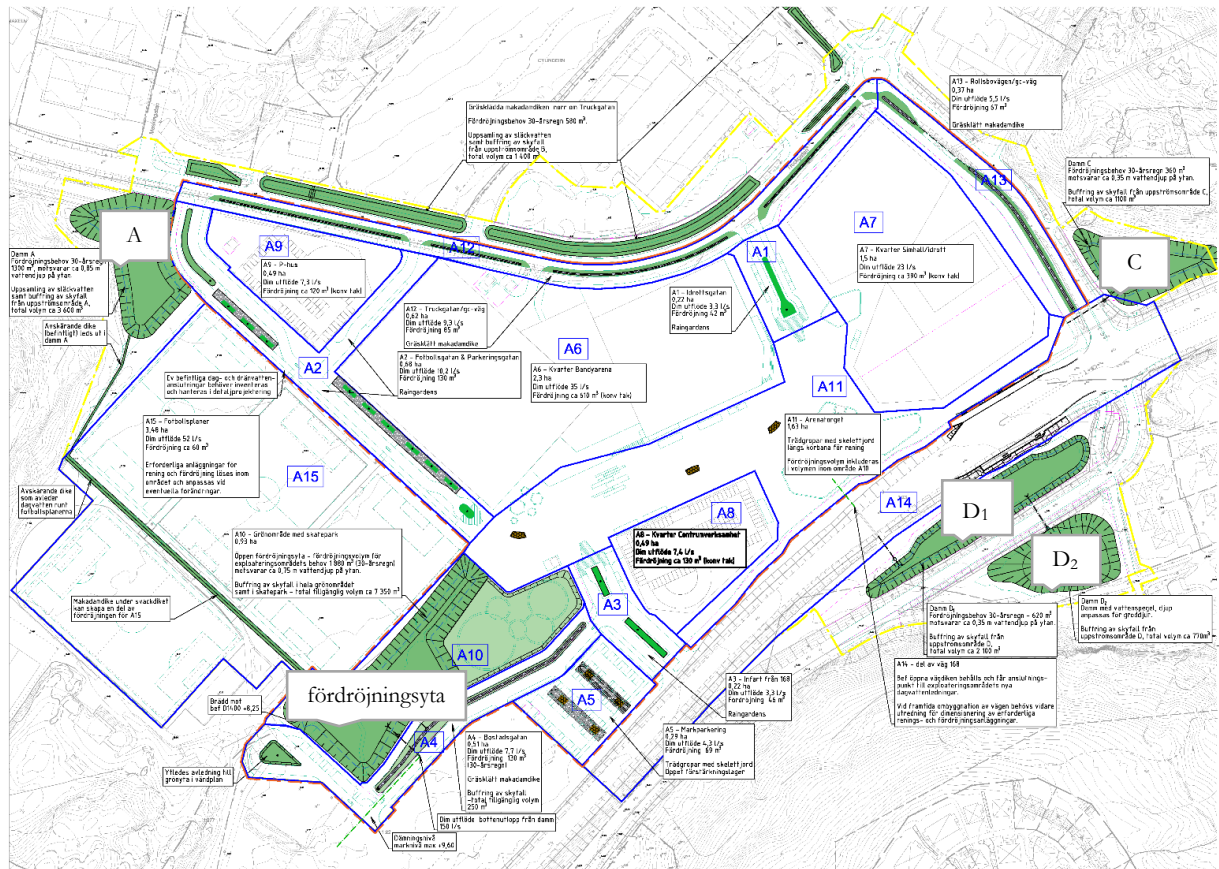 Gräsklädda makadamdiken norr om Truckgatan
Fördröjningsbehov 30-årsregn 580 m³.
Uppsamling av släckvatten
samt buffring av skyfall
från uppströmsområde B,
total volym ca 1 400 m³
A13 - Rollsbovägen/gc-väg
0,37 ha
Dim utflöde 5,5 l/s
Fördröjning 67 m³
Gräsklätt makadamdike
Damm C
Fördröjningsbehov 30-årsregn 360 m³
motsvarar ca 0,35 m vattendjup på ytan.
Buffring av skyfall från uppströmsområde C,
total volym ca 1100 m³
A13
A
C
A9
A12
A1
A7
A7 - Kvarter Simhall/idrott
1,5 ha
Dim utflöde 23 l/s
Fördröjning ca 380 m³ (konv tak)
Damm A
Fördröjningsbehov 30-årsregn
1300 m³, motsvarar ca 0,85 m
vattendjup på ytan.
Uppsamling av släckvatten
samt buffring av skyfall
från uppströmsområde A,
total volym ca 3 600 m³
A9 - P-hus
0,49 ha
Dim utflöde 7,3 l/s
Fördröjning ca 120 m³ (konv tak)
A1 - Idrottsgatan
0,22 ha
Dim utflöde 3,3 l/s
Fördröjning 42 m³
Raingardens
A12 - Truckgatan/gc-väg
0,62 ha
Dim utflöde 9,3 l/s
Fördröjning 85 m³
Gräsklätt makadamdike
Avskärande dike
(befintligt) leds ut i
damm A
A2
A2 - Fotbollsgatan & Parkeringsgatan
0,68 ha
Dim utflöde 10,2 l/s
Fördröjning 130 m³
Raingardens
A6
A6 - Kvarter Bandyarena
2,3 ha
Dim utflöde 35 l/s
Fördröjning ca 610 m³ (konv tak)
A11
Ev befintliga dag- och dränvatten-
anslutningar behöver inventeras
och hanteras i detaljprojektering
A15 - Fotbollsplaner
3,48 ha
Dim utflöde 52 l/s
Fördröjning ca 60 m³
Erforderliga anläggningar för
rening och fördröjning löses inom
området och anpassas vid
eventuella förändringar.
A15
A11 - Arenatorget
1,63 ha
Trädgropar med skelettjord
längs körbana för rening
Fördröjningsvolym inkluderas
i volymen inom område A10
A14
Avskärande dike
som avleder
dagvatten runt
fotbollsplanerna
A8
A8 - Kvarter Centrumverksamhet
0,49 ha
Dim utflöde 7,4 l/s
Fördröjning ca 130 m³ (konv tak)
D₁
D₂
A10 - Grönområde med skatepark
0,93 ha
Öppen fördröjningsyta - fördröjningsvolym för
exploateringsområdets behov 1 080 m³ (30-årsregn)
motsvarar ca 0,75 m vattendjup på ytan.
Buffring av skyfall i hela grönområdet
samt i skatepark - total tillgänglig volym ca 7 350 m³
Makadamdike under svackdiket
kan skapa en del av
fördröjningen för A15
A3
A10
Damm D₁
Fördröjningsbehov 30-årsregn - 620 m³
motsvarar ca 0,35 m vattendjup på ytan.
Buffring av skyfall från
uppströmsområde D,
total volym ca 2 100 m³
Damm D₂
Damm med vattenspegel, djup
anpassas för groddjur.
Buffring av skyfall från
uppströmsområde D, total volym ca 770m³
A14 - del av väg 168
Bef öppna vägdiken behålls och får anslutnings-
punkt till exploateringsområdets nya
dagvattenledningar.
Vid framtida ombyggnation av vägen behövs vidare
utredning för dimensionering av erforderliga
renings- och fördröjningsanläggningar.
fördröjningsyta
A3 - Infart från 168
0,22 ha
Dim utflöde 3,3 l/s
Fördröjning 45 m³
Raingardens
A5
Brädd mot
bef D1400 +8,25
A4
A4 - Bostadsgatan
0,51 ha
Dim utflöde 7,7 l/s
Fördröjning 130 m³
(30-årsregn)
Gräsklätt makadamdike
Buffring av skyfall
-total tillgänglig volym
250 m³
A5 - Markparkering
0,29 ha
Dim utflöde 4,3 l/s
Fördröjning 69 m³
Trädgropar med skelettjord
Öppet förstärkningslager
Ytledes avledning till
grönyta i vändplan
Dim utflöde bottenutlopp från damm
150 l/s
Dämningsnivå
marknivå max +9,60